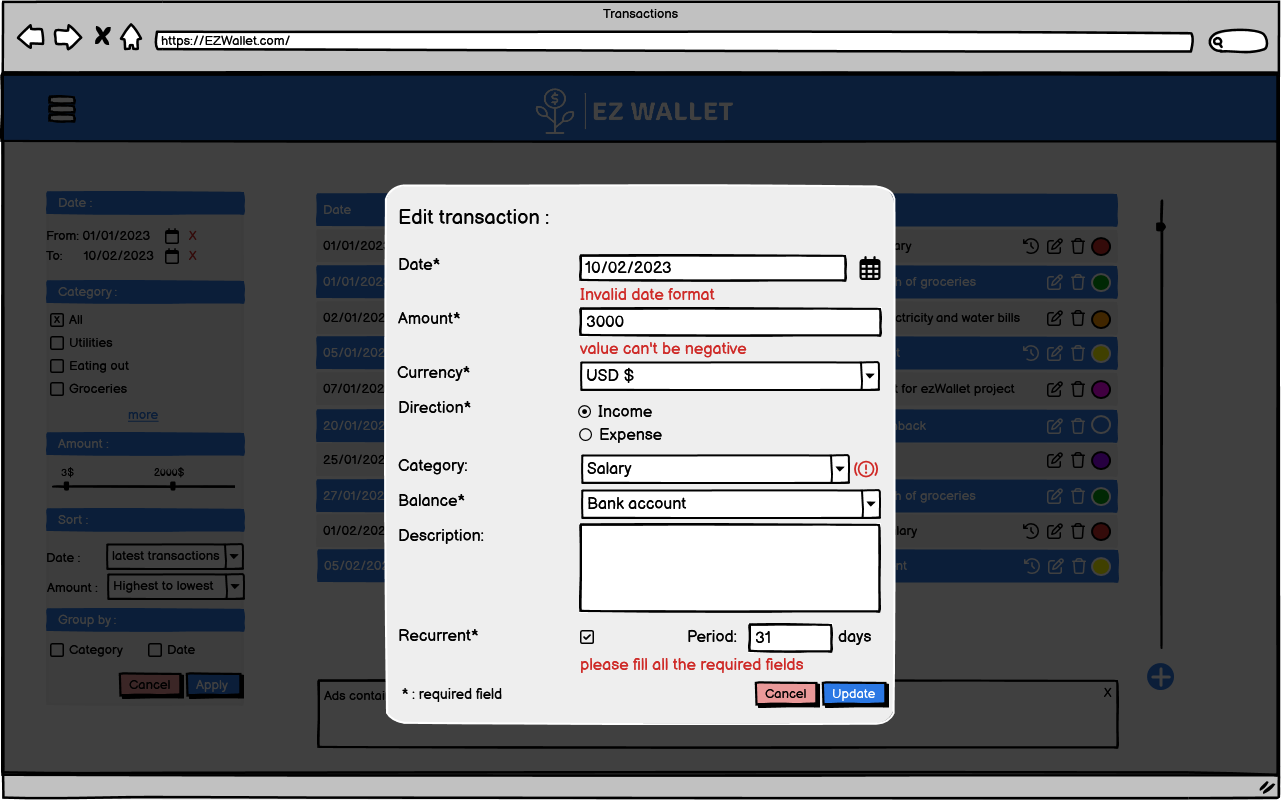 Transactions
https://EZWallet.com/
EZ WALLET
Date :
From: 01/01/2023 X
To: 10/02/2023 X
Category :
X All
Utilities
Eating out
Groceries
more
Amount :
3$ 2000$
Sort :
Date : latest transactions
Amount : Highest to lowest
Group by :
Category Date
Cancel Apply
Date
01/01/202
01/01/202
02/01/202
05/01/202
07/01/202
20/01/202
25/01/202
27/01/202
01/02/202
05/02/202
ary
h of groceries
ctricity and water bills
t
t for ezWallet project
hback
h of groceries
lary
nt
Ads contai
X
Edit transaction :
Date* 10/02/2023
Invalid date format
Amount* 3000
value can't be negative
Currency* USD $
Direction* Income
Expense
Category: Salary
Balance* Bank account
Description:
Recurrent* Period: 31 days
please fill all the required fields
* : required field
Cancel Update